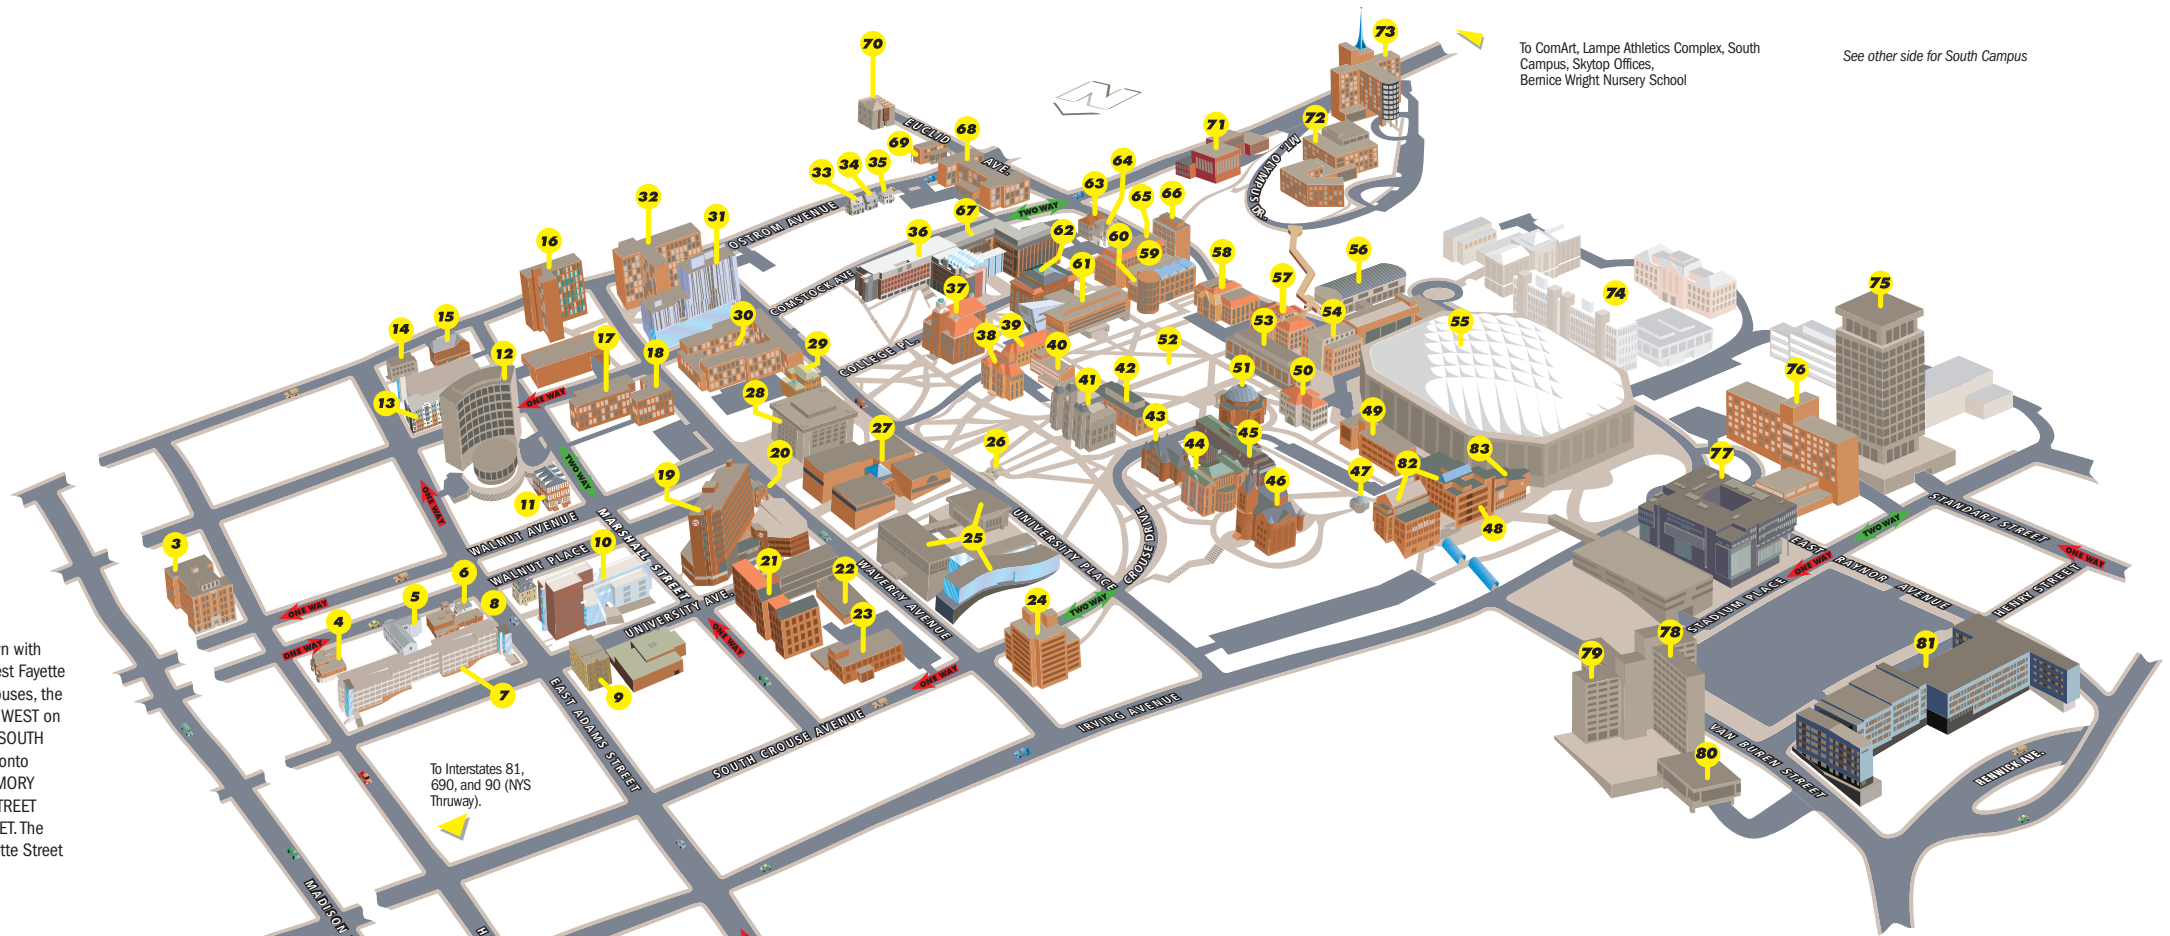 To ComArt, Lampe Athletics Complex, South
Campus, Skytop Offices,
Bernice Wright Nursery School
See other side for South Campus
70
73
71
72
69
68
EUCLID
AVE.
MT. OLYMPUS DR.
33
34
35
63
64
65
66
67
TWO WAY
OSTROM AVENUE
32
31
16
36
62
60
59
61
58
57
56
COMSTOCK AVE
37
38
39
40
53
54
55
74
75
14
15
12
17
18
30
29
COLLEGE PL.
52
13
ONE WAY
28
41
42
43
51
50
76
TWO WAY
27
26
44
45
49
83
82
77
19
20
46
47
48
11
ONE WAY
WALNUT AVENUE
MARSHALL STREET
UNIVERSITY PLACE
CROUSE DRIVE
STANDART STREET
TWO WAY
ONE WAY
3
10
WALNUT PLACE
25
EAST RAYNOR AVENUE
ONE WAY
HENRY STREET
STADIUM PLACE
6
5
8
21
22
WAVERLY AVENUE
UNIVERSITY AVE.
24
TWO WAY
ONE WAY
4
ONE WAY
23
ONE WAY
ONE WAY
7
9
78
79
81
80
EAST ADAMS STREET
SOUTH CROUSE AVENUE
IRVING AVENUE
VAN BUREN STREET
RENWICK AVE.
wn with
est Fayette
ouses, the
WEST on
SOUTH
onto
MORY
TREET
ET. The
tte Street
To Interstates 81,
690, and 90 (NYS
Thruway).
MADISON
H